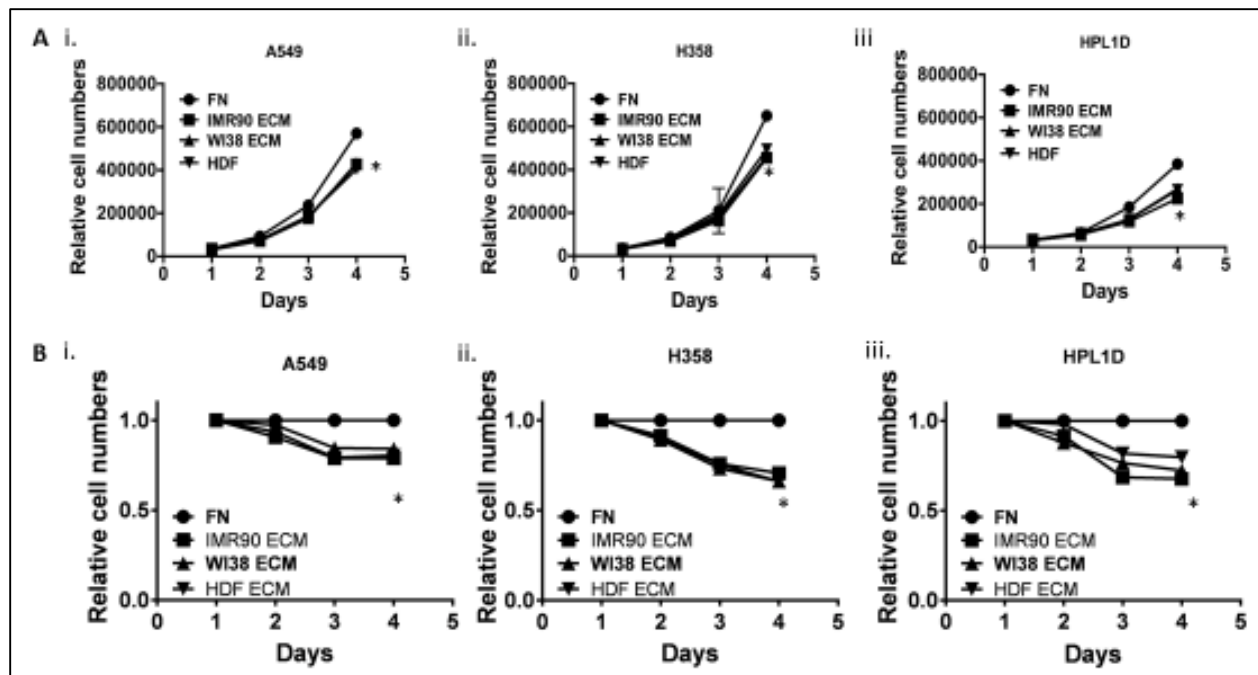 A i.
A549
Relative cell numbers
800000
600000
400000
200000
0
FN
IMR90 ECM
WI38 ECM
HDF
*
0 1 2 3 4 5
Days
ii.
H358
Relative cell numbers
800000
600000
400000
200000
0
FN
IMR90 ECM
WI38 ECM
HDF
*
0 1 2 3 4 5
Days
iii
HPL1D
Relative cell numbers
800000
600000
400000
200000
0
FN
IMR90 ECM
WI38 ECM
HDF
*
0 1 2 3 4 5
Days
B i.
A549
Relative cell numbers
1.0
0.5
0.0
FN
IMR90 ECM
WI38 ECM
HDF ECM
*
0 1 2 3 4 5
Days
ii.
H358
Relative cell numbers
1.0
0.5
0.0
FN
IMR90 ECM
WI38 ECM
HDF ECM
*
0 1 2 3 4 5
Days
iii.
HPL1D
Relative cell numbers
1.0
0.5
0.0
FN
IMR90 ECM
WI38 ECM
HDF ECM
*
0 1 2 3 4 5
Days